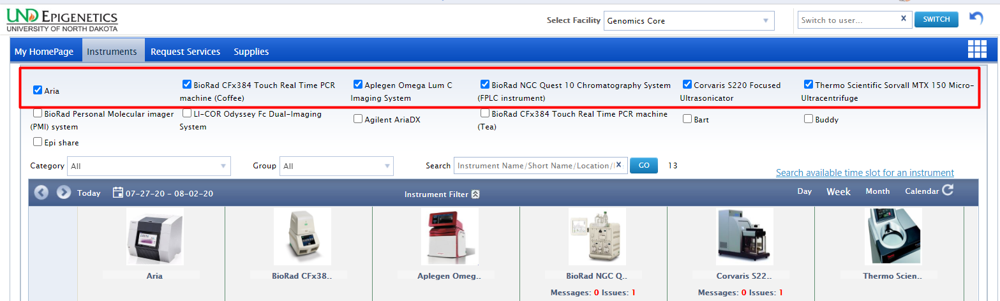 UND EPIGENETICS
UNIVERSITY OF NORTH DAKOTA
Select Facility Genomics Core Switch to user... SWITCH
My HomePage Instruments Request Services Supplies
Aria
BioRad CFx384 Touch Real Time PCR
machine (Coffee)
Aplegen Omega Lum C
Imaging System
BioRad NGC Quest 10 Chromatography System
(FPLC instrument)
Corvaris S220 Focused
Ultrasonicator
Thermo Scientific Sorvall MTX 150 Micro-
Ultracentrifuge
BioRad Personal Molecular imager
(PMI) system
LI-COR Odyssey Fc Dual-Imaging
System
Agilent AriaDX
BioRad CFx384 Touch Real Time PCR machine
(Tea)
Bart
Buddy
Epi share
Category All Group All Search Instrument Name/Short Name/Location/ GO 13
Search available time slot for an instrument
Today 07-27-20 - 08-02-20 Instrument Filter Day Week Month Calendar
Aria BioRad CFx38.. Aplegen Omeg.. BioRad NGC Q.. Corvaris S22.. Thermo Scien..
Messages: 0 Issues: 1 Messages: 0 Issues: 1